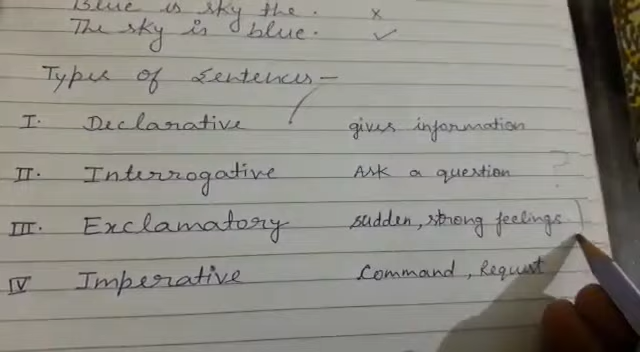 Blue is sky the. ×
The sky is blue. ✓
Types of Sentences -
I. Declarative gives information
II. Interrogative Ask a question ?
III. Exclamatory sudden, strong feelings
IV Imperative Command, Request